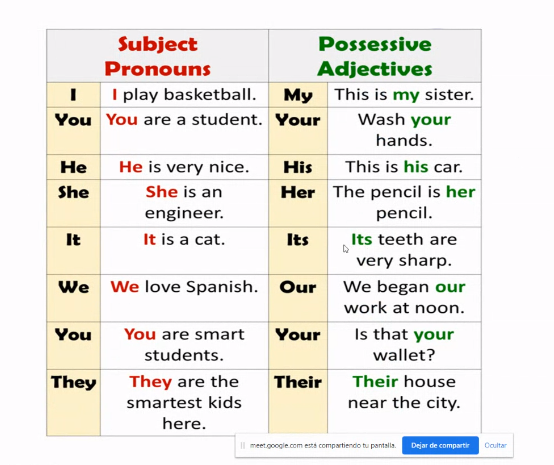 Subject Possessive
Pronouns Adjectives
I I play basketball. My This is my sister.
You You are a student. Your Wash your
hands.
He He is very nice. His This is his car.
She She is an Her The pencil is her
engineer. pencil.
It It is a cat. Its Its teeth are
very sharp.
We We love Spanish. Our We began our
work at noon.
You You are smart Your Is that your
students. wallet?
They They are the Their Their house
smartest kids near the city.
here.
meet.google.com está compartiendo tu pantalla. Dejar de compartir Ocultar